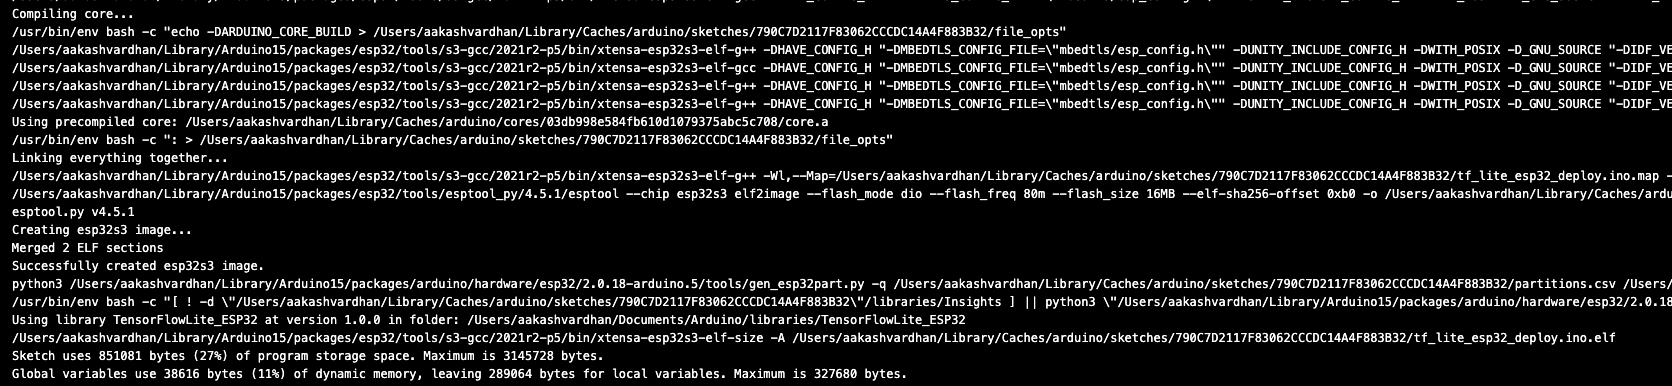 Compiling core...
/usr/bin/env bash -c "echo -DARDUINO_CORE_BUILD > /Users/aakashvardhan/Library/Caches/arduino/sketches/790C7D2117F83062CCCDC14A4F883B32/file_opts"
/Users/aakashvardhan/Library/Arduino15/packages/esp32/tools/s3-gcc/2021r2-p5/bin/xtensa-esp32s3-elf-g++ -DHAVE_CONFIG_H "-DMBEDTLS_CONFIG_FILE=\"mbedtls/esp_config.h\"" -DUNITY_INCLUDE_CONFIG_H -DWITH_POSIX -D_GNU_SOURCE "-DIDF_VE
/Users/aakashvardhan/Library/Arduino15/packages/esp32/tools/s3-gcc/2021r2-p5/bin/xtensa-esp32s3-elf-gcc -DHAVE_CONFIG_H "-DMBEDTLS_CONFIG_FILE=\"mbedtls/esp_config.h\"" -DUNITY_INCLUDE_CONFIG_H -DWITH_POSIX -D_GNU_SOURCE "-DIDF_VE
/Users/aakashvardhan/Library/Arduino15/packages/esp32/tools/s3-gcc/2021r2-p5/bin/xtensa-esp32s3-elf-g++ -DHAVE_CONFIG_H "-DMBEDTLS_CONFIG_FILE=\"mbedtls/esp_config.h\"" -DUNITY_INCLUDE_CONFIG_H -DWITH_POSIX -D_GNU_SOURCE "-DIDF_VE
/Users/aakashvardhan/Library/Arduino15/packages/esp32/tools/s3-gcc/2021r2-p5/bin/xtensa-esp32s3-elf-g++ -DHAVE_CONFIG_H "-DMBEDTLS_CONFIG_FILE=\"mbedtls/esp_config.h\"" -DUNITY_INCLUDE_CONFIG_H -DWITH_POSIX -D_GNU_SOURCE "-DIDF_VE
Using precompiled core: /Users/aakashvardhan/Library/Caches/arduino/cores/03db998e584fb610d1079375abc5c708/core.a
/usr/bin/env bash -c ": > /Users/aakashvardhan/Library/Caches/arduino/sketches/790C7D2117F83062CCCDC14A4F883B32/file_opts"
Linking everything together...
/Users/aakashvardhan/Library/Arduino15/packages/esp32/tools/s3-gcc/2021r2-p5/bin/xtensa-esp32s3-elf-g++ -Wl,--Map=/Users/aakashvardhan/Library/Caches/arduino/sketches/790C7D2117F83062CCCDC14A4F883B32/tf_lite_esp32_deploy.ino.map -
/Users/aakashvardhan/Library/Arduino15/packages/esp32/tools/esptool_py/4.5.1/esptool --chip esp32s3 elf2image --flash_mode dio --flash_freq 80m --flash_size 16MB --elf-sha256-offset 0xb0 -o /Users/aakashvardhan/Library/Caches/ardu
esptool.py v4.5.1
Creating esp32s3 image...
Merged 2 ELF sections
Successfully created esp32s3 image.
python3 /Users/aakashvardhan/Library/Arduino15/packages/arduino/hardware/esp32/2.0.18-arduino.5/tools/gen_esp32part.py -q /Users/aakashvardhan/Library/Caches/arduino/sketches/790C7D2117F83062CCCDC14A4F883B32/partitions.csv /Users/
/usr/bin/env bash -c "[ ! -d \"/Users/aakashvardhan/Library/Caches/arduino/sketches/790C7D2117F83062CCCDC14A4F883B32\"/libraries/Insights ] || python3 \"/Users/aakashvardhan/Library/Arduino15/packages/arduino/hardware/esp32/2.0.18
Using library TensorFlowLite_ESP32 at version 1.0.0 in folder: /Users/aakashvardhan/Documents/Arduino/libraries/TensorFlowLite_ESP32
/Users/aakashvardhan/Library/Arduino15/packages/esp32/tools/s3-gcc/2021r2-p5/bin/xtensa-esp32s3-elf-size -A /Users/aakashvardhan/Library/Caches/arduino/sketches/790C7D2117F83062CCCDC14A4F883B32/tf_lite_esp32_deploy.ino.elf
Sketch uses 851081 bytes (27%) of program storage space. Maximum is 3145728 bytes.
Global variables use 38616 bytes (11%) of dynamic memory, leaving 289064 bytes for local variables. Maximum is 327680 bytes.